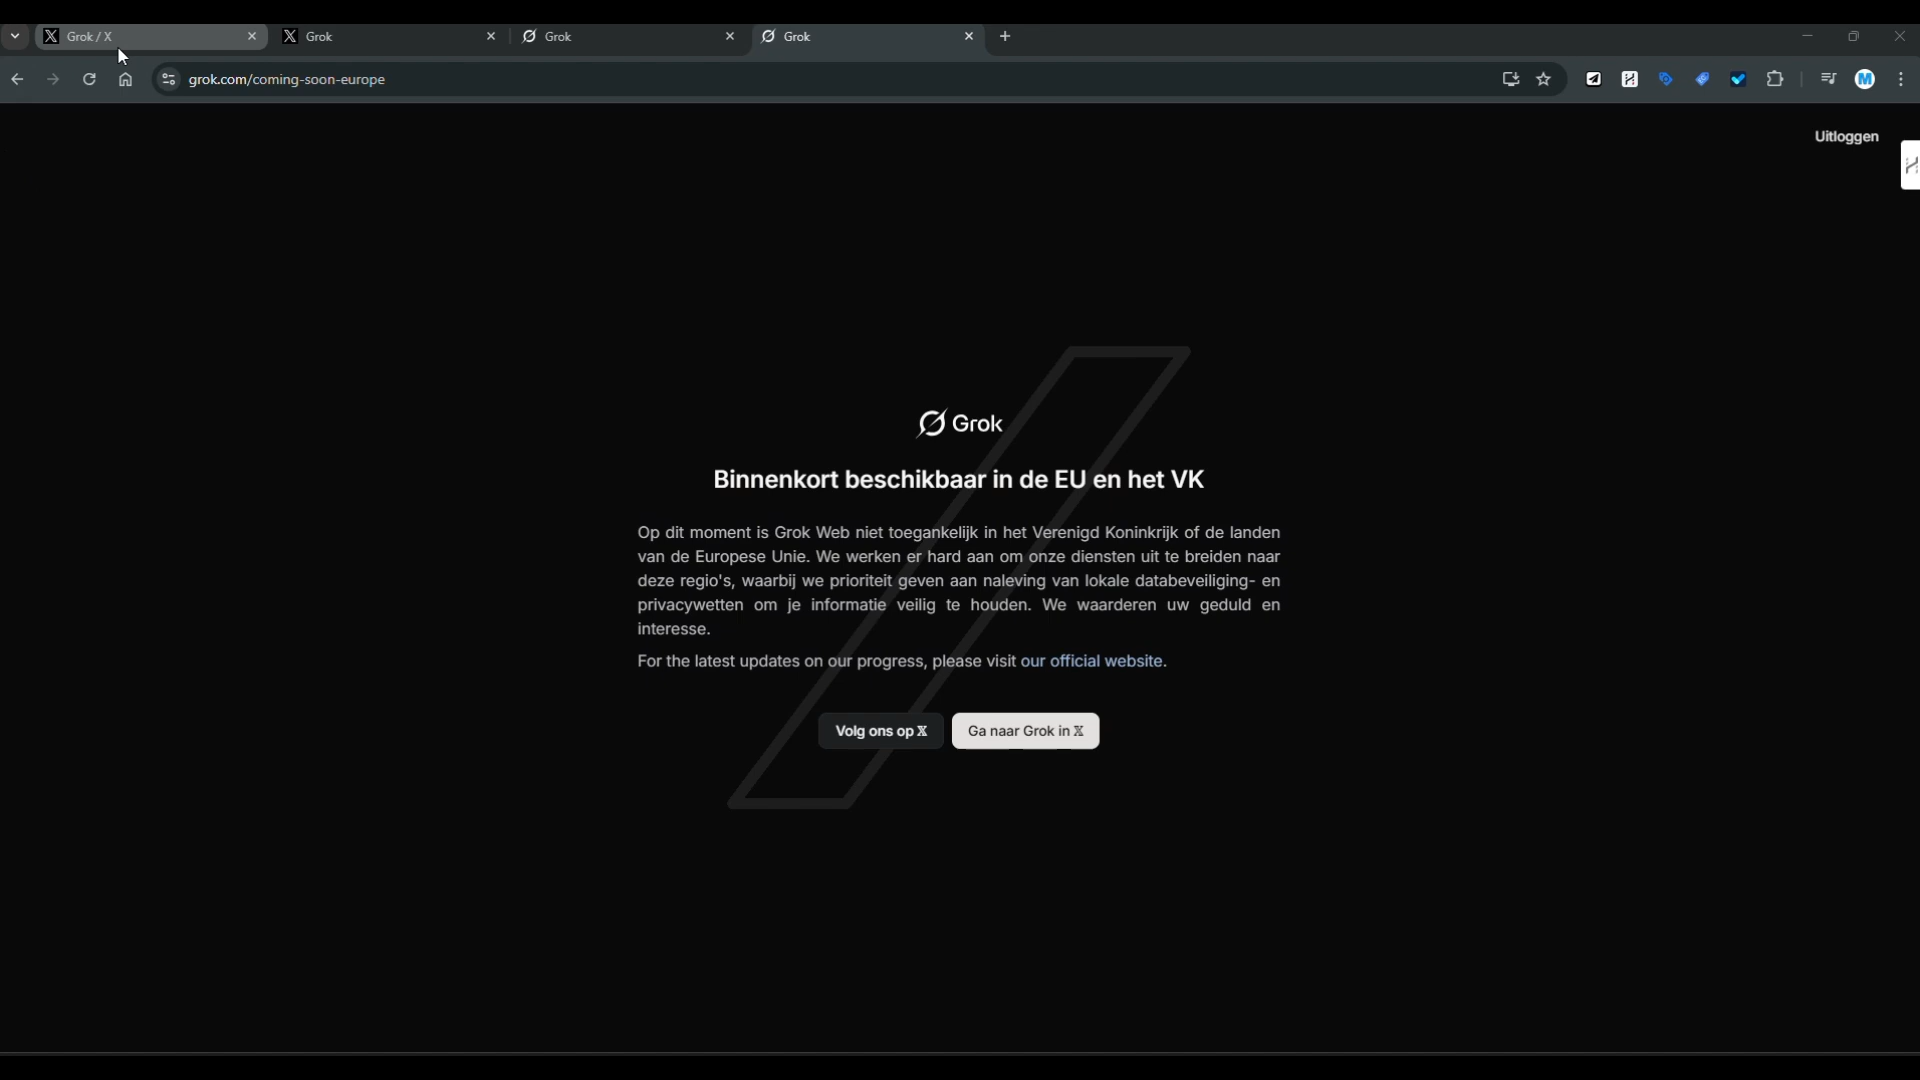 Grok / X
Grok
Grok
Grok
grok.com/coming-soon-europe
M
Uitloggen
Grok
Binnenkort beschikbaar in de EU en het VK
Op dit moment is Grok Web niet toegankelijk in het Verenigd Koninkrijk of de landen
van de Europese Unie. We werken er hard aan om onze diensten uit te breiden naar
deze regio's, waarbij we prioriteit geven aan naleving van lokale databeveiliging- en
privacywetten om je informatie veilig te houden. We waarderen uw geduld en
interesse.
For the latest updates on our progress, please visit our official website.
Volg ons op 𝕏
Ga naar Grok in 𝕏